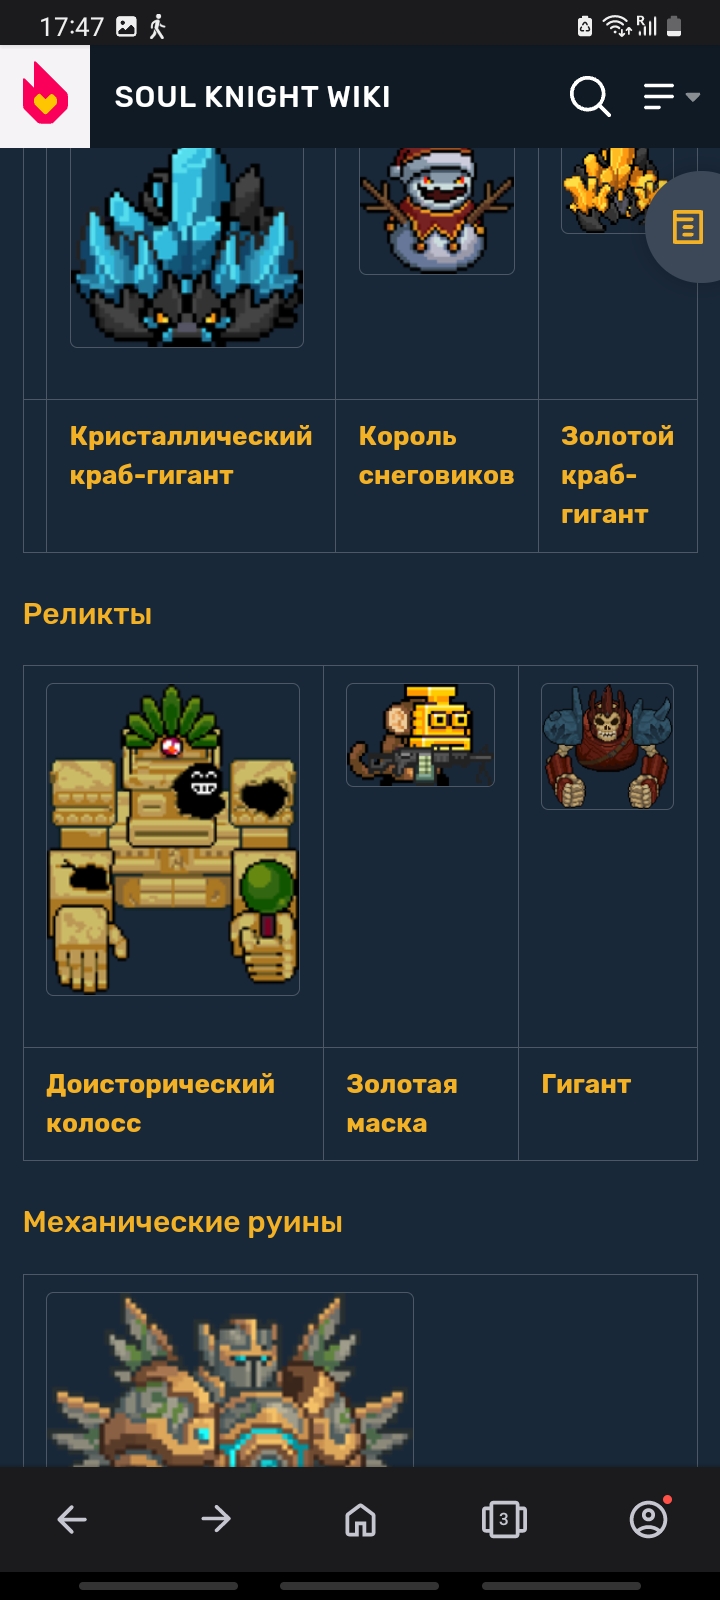 17:47
R
SOUL KNIGHT WIKI
Кристаллический
краб-гигант
Король
снеговиков
Золотой
краб-
гигант
Реликты
Доисторический
колосс
Золотая
маска
Гигант
Механические руины
3